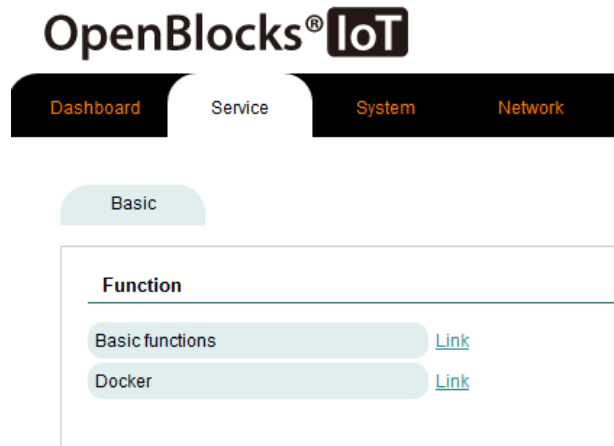 OpenBlocks® IoT
Dashboard Service System Network
Basic
Function
Basic functions Link
Docker Link